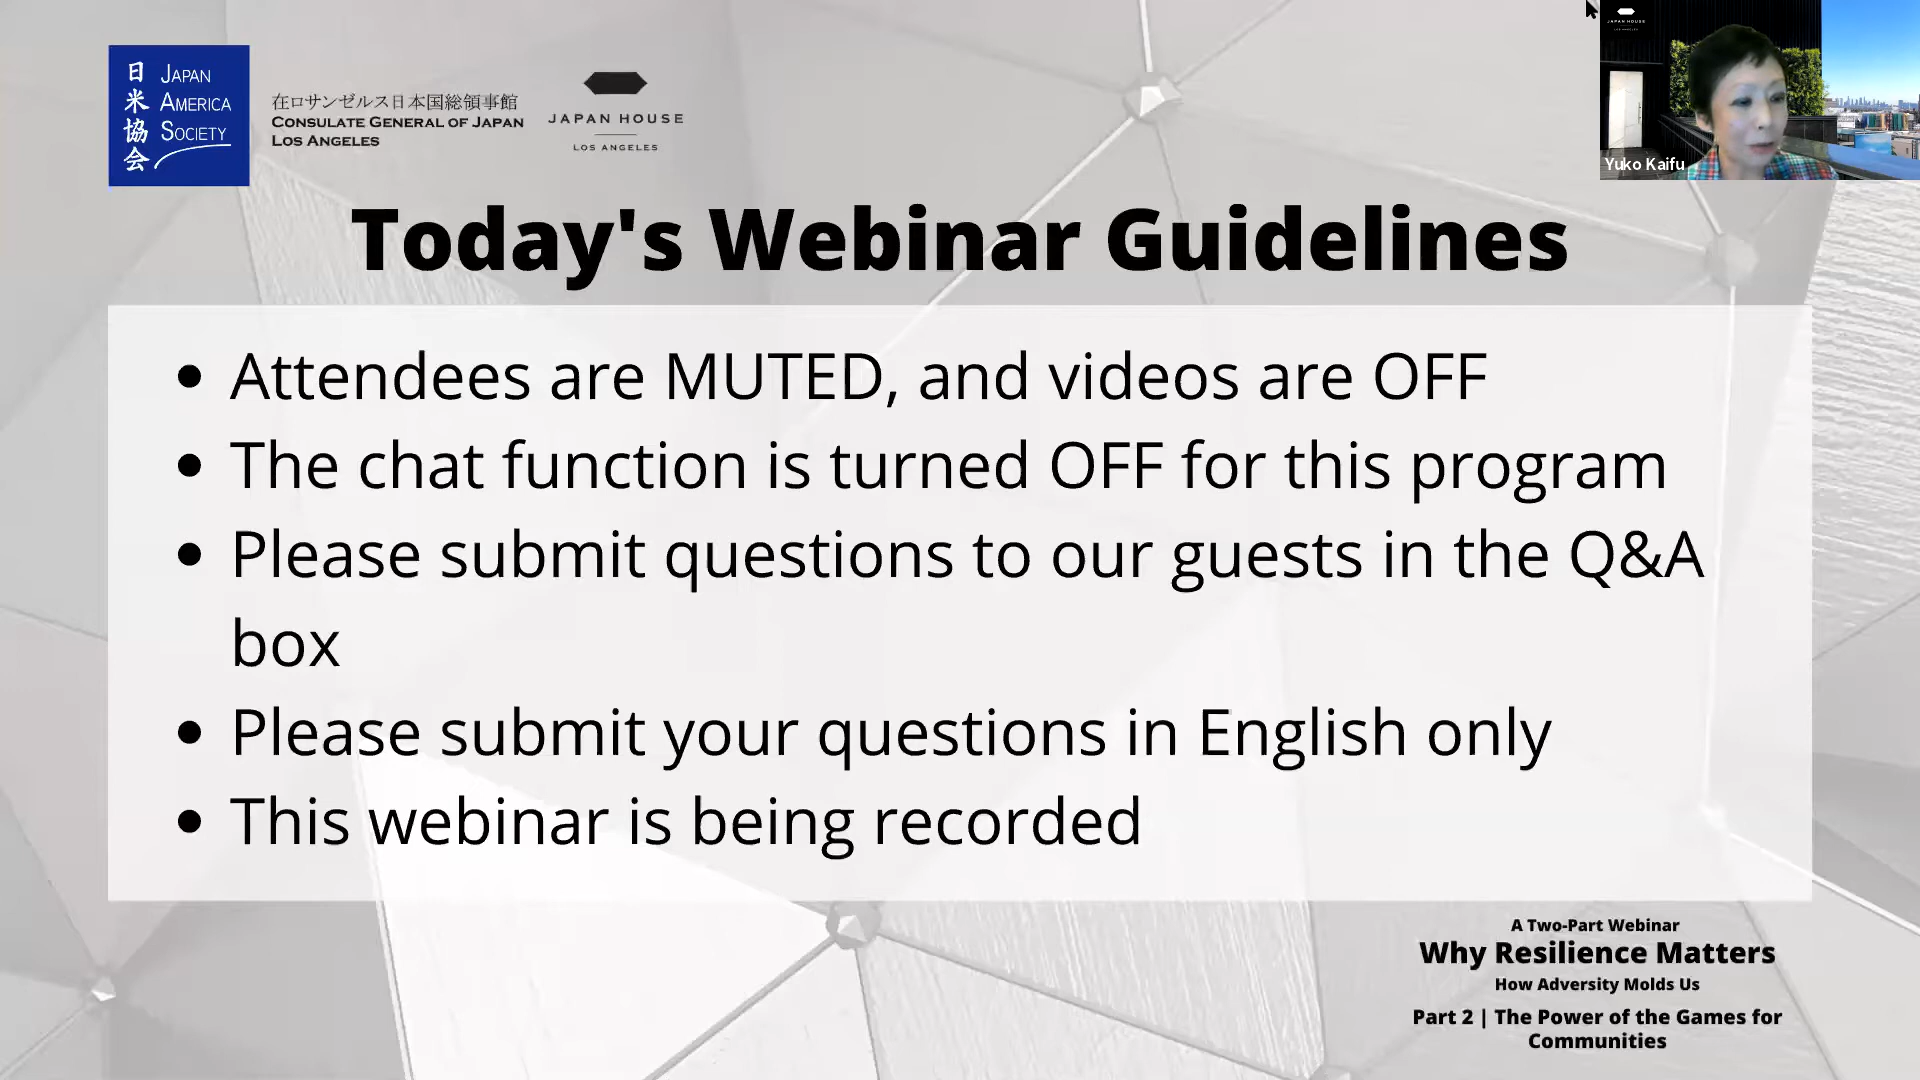 日米協会
JAPAN
AMERICA
SOCIETY
在ロサンゼルス日本国総領事館
CONSULATE GENERAL OF JAPAN
LOS ANGELES
JAPAN HOUSE
LOS ANGELES
JAPAN HOUSE
LOS ANGELES
Yuko Kaifu
Today's Webinar Guidelines
• Attendees are MUTED, and videos are OFF
• The chat function is turned OFF for this program
• Please submit questions to our guests in the Q&A
box
• Please submit your questions in English only
• This webinar is being recorded
A Two-Part Webinar
Why Resilience Matters
How Adversity Molds Us
Part 2 | The Power of the Games for
Communities